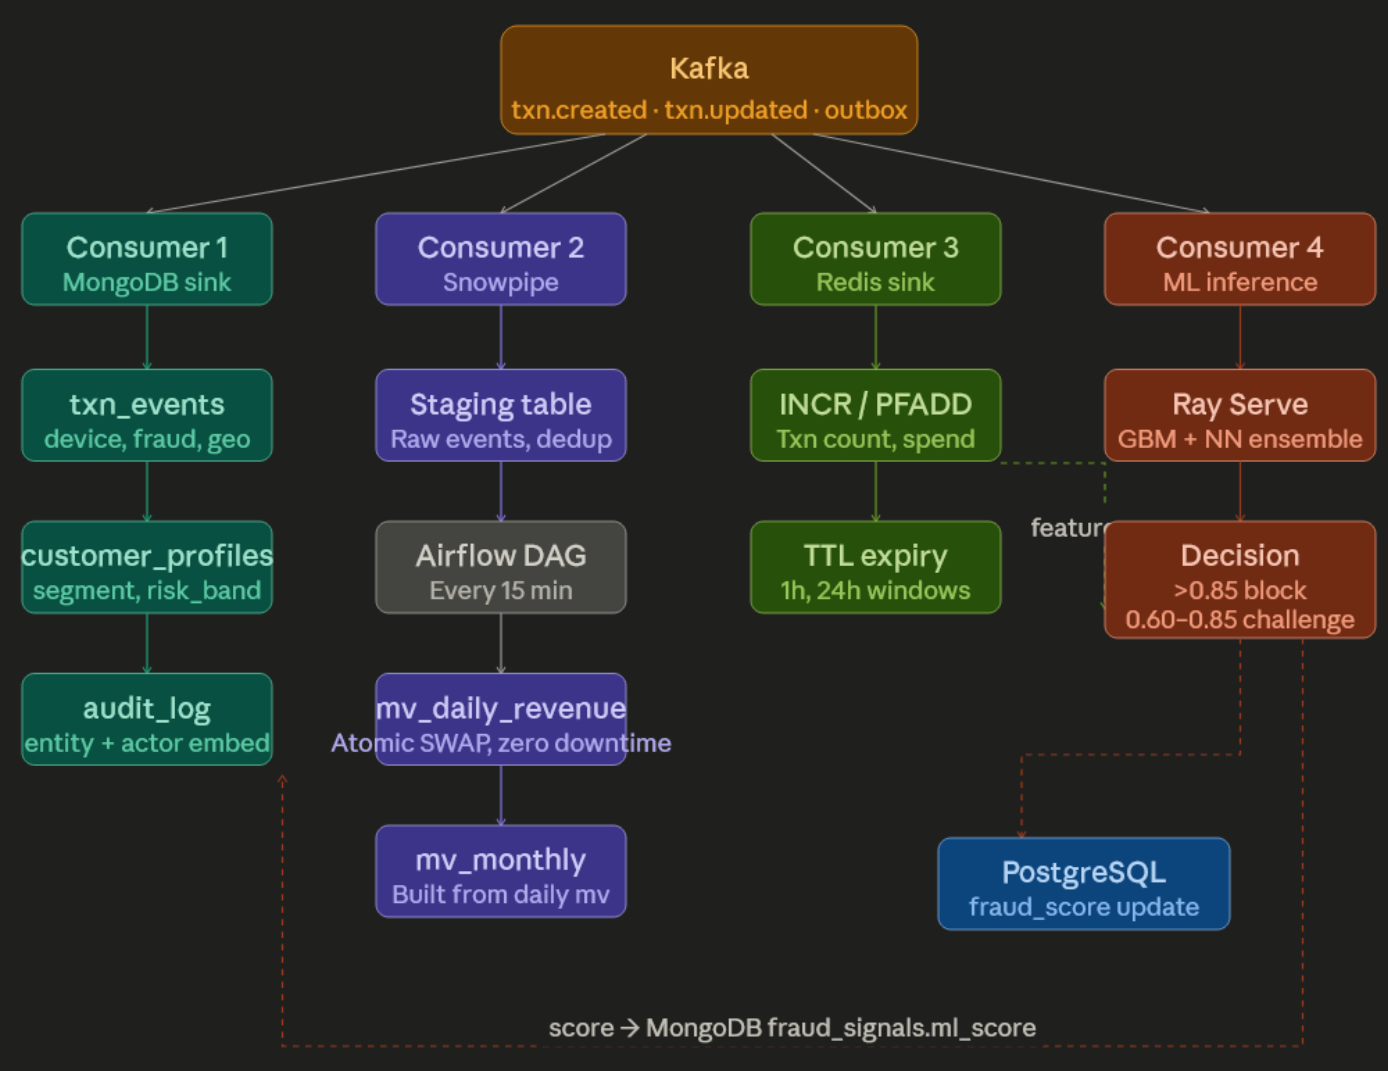 Kafka
txn.created · txn.updated · outbox
Consumer 1
MongoDB sink
Consumer 2
Snowpipe
Consumer 3
Redis sink
Consumer 4
ML inference
txn_events
device, fraud, geo
Staging table
Raw events, dedup
INCR / PFADD
Txn count, spend
Ray Serve
GBM + NN ensemble
feature
customer_profiles
segment, risk_band
Airflow DAG
Every 15 min
TTL expiry
1h, 24h windows
Decision
>0.85 block
0.60–0.85 challenge
audit_log
entity + actor embed
mv_daily_revenue
Atomic SWAP, zero downtime
mv_monthly
Built from daily mv
PostgreSQL
fraud_score update
score → MongoDB fraud_signals.ml_score